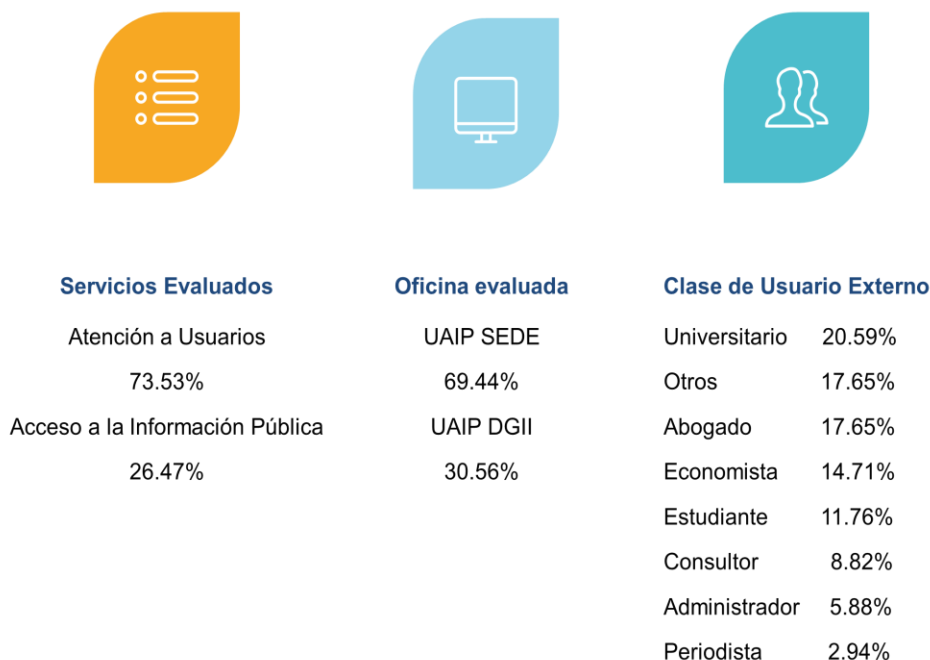 Servicios Evaluados
Atención a Usuarios
73.53%
Acceso a la Información Pública
26.47%
Oficina evaluada
UAIP SEDE
69.44%
UAIP DGII
30.56%
Clase de Usuario Externo
Universitario 20.59%
Otros 17.65%
Abogado 17.65%
Economista 14.71%
Estudiante 11.76%
Consultor 8.82%
Administrador 5.88%
Periodista 2.94%